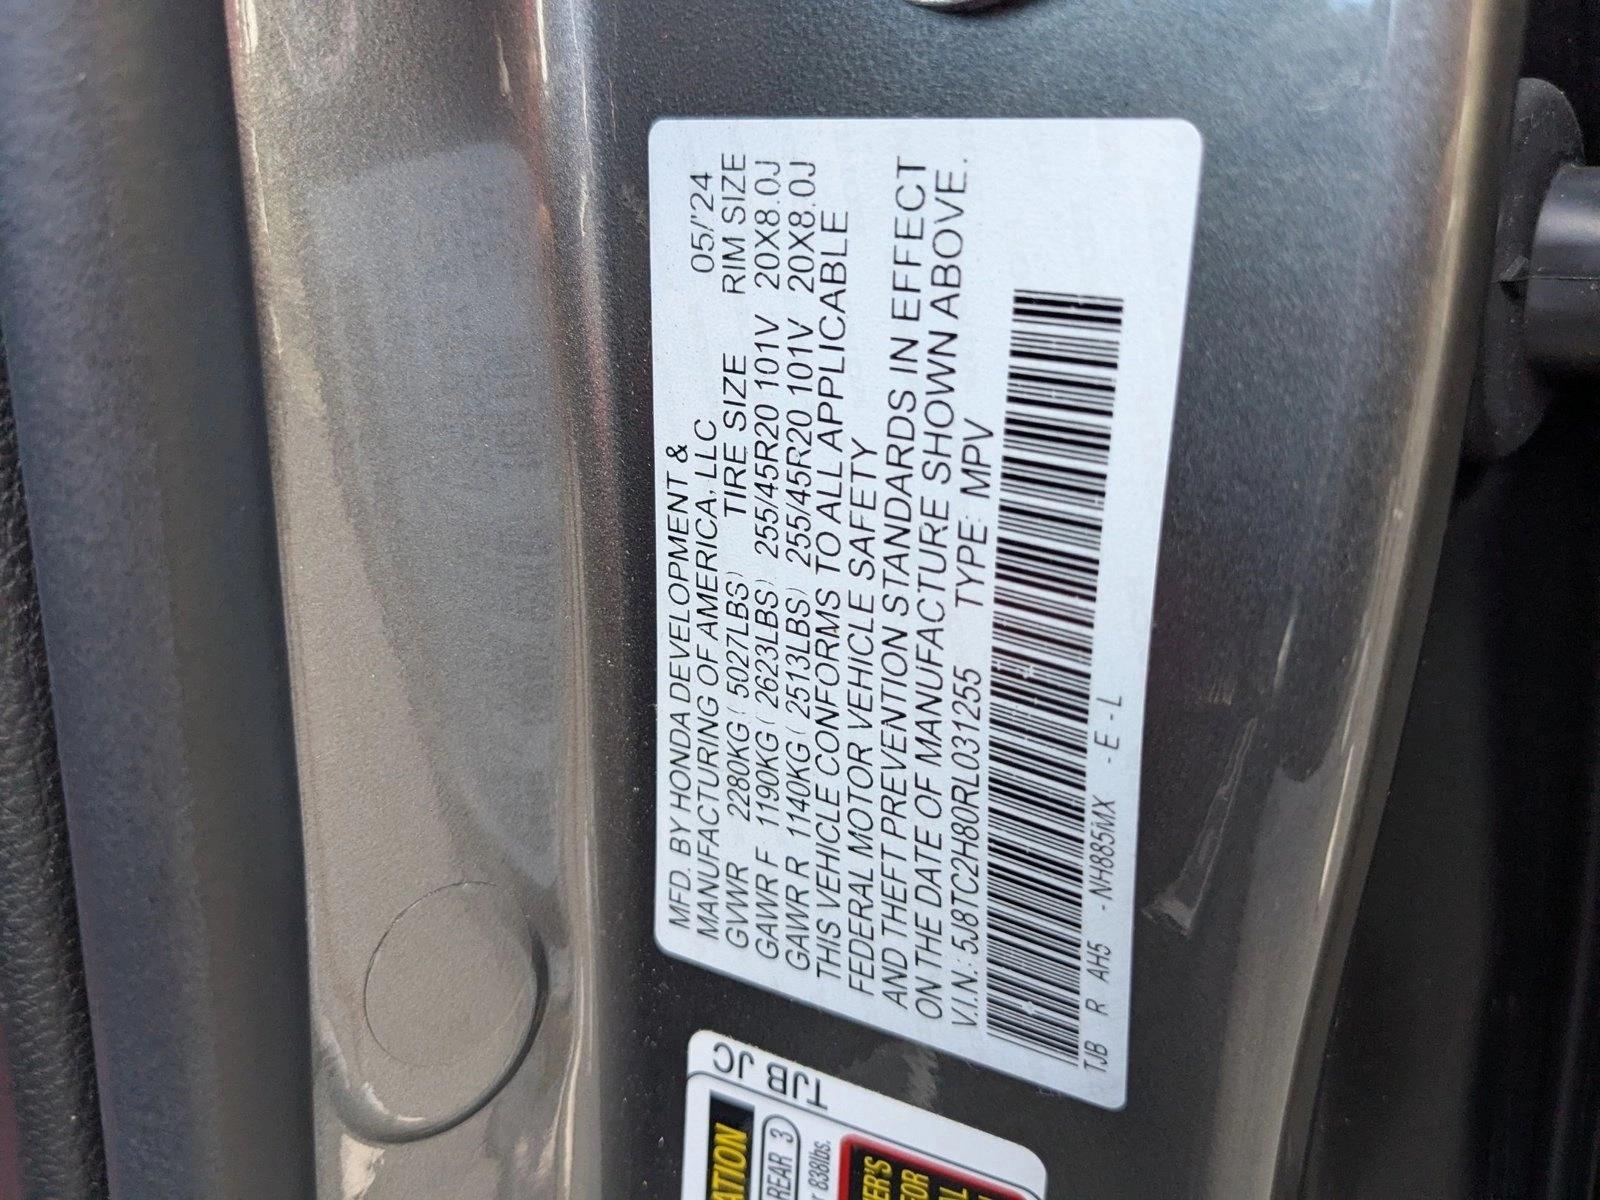 MFD. BY HONDA DEVELOPMENT &
MANUFACTURING OF AMERICA, LLC 05/'24
GVWR 2280KG ( 5027LBS) TIRE SIZE RIM SIZE
GAWR F 1190KG ( 2623LBS) 255/45R20 101V 20X8.0J
GAWR R 1140KG ( 2513LBS) 255/45R20 101V 20X8.0J
THIS VEHICLE CONFORMS TO ALL APPLICABLE
FEDERAL MOTOR VEHICLE SAFETY
AND THEFT PREVENTION STANDARDS IN EFFECT
ON THE DATE OF MANUFACTURE SHOWN ABOVE.
V.I.N.: 5J8TC2H80RL031255 TYPE: MPV
TJB R AH5 - NH885MX - E - L
TJB JC
REAR 3
838lbs.